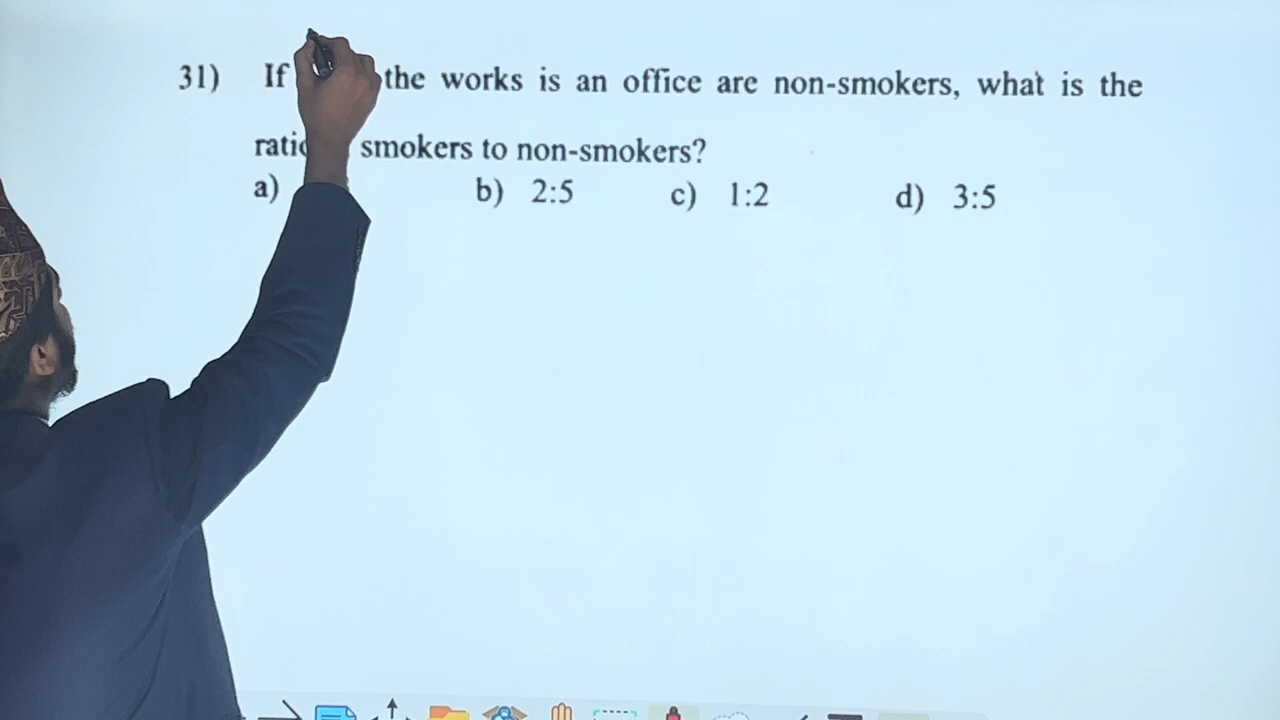 31) If the works is an office are non-smokers, what is the
smokers to non-smokers?
a) b) 2:5 c) 1:2 d) 3:5